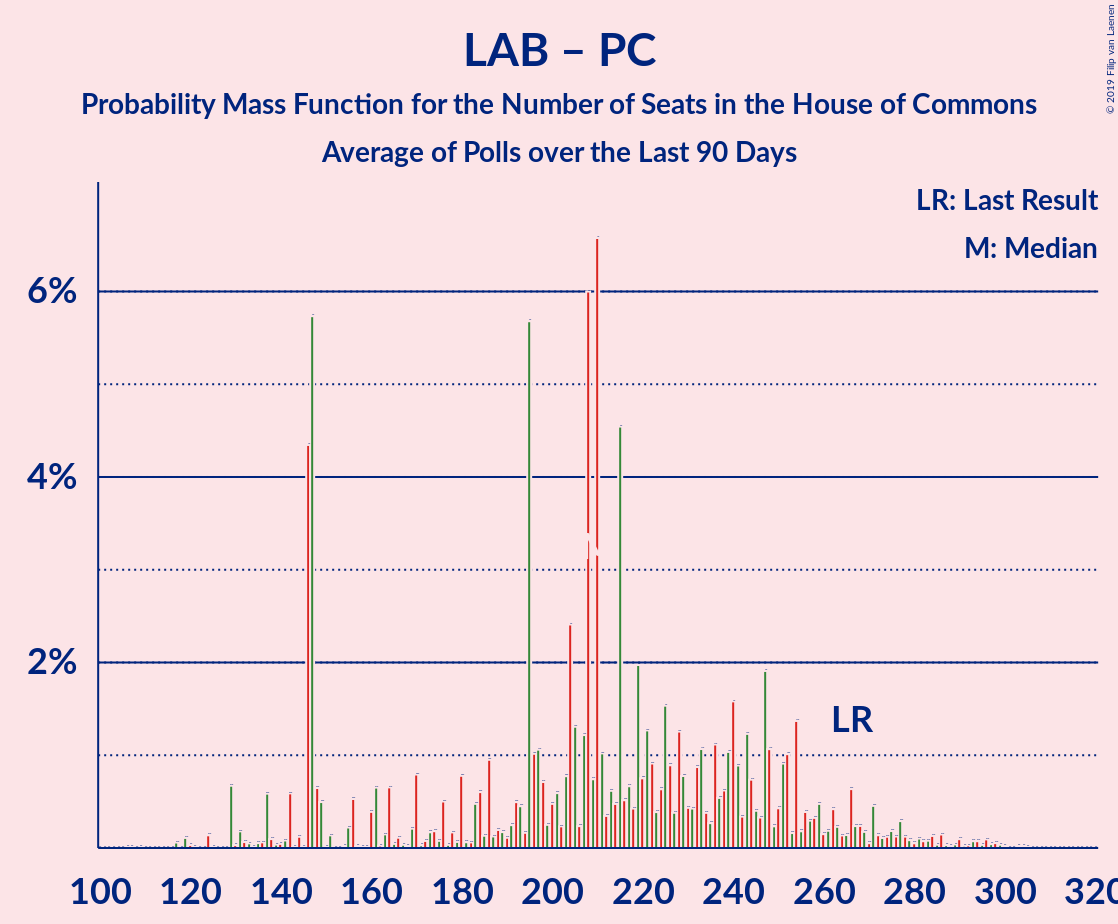 LAB – PC
Probability Mass Function for the Number of Seats in the House of Commons
Average of Polls over the Last 90 Days
© 2019 Filip van Laenen
LR: Last Result
M: Median
6%
4%
2%
LR
100 120 140 160 180 200 220 240 260 280 300 320